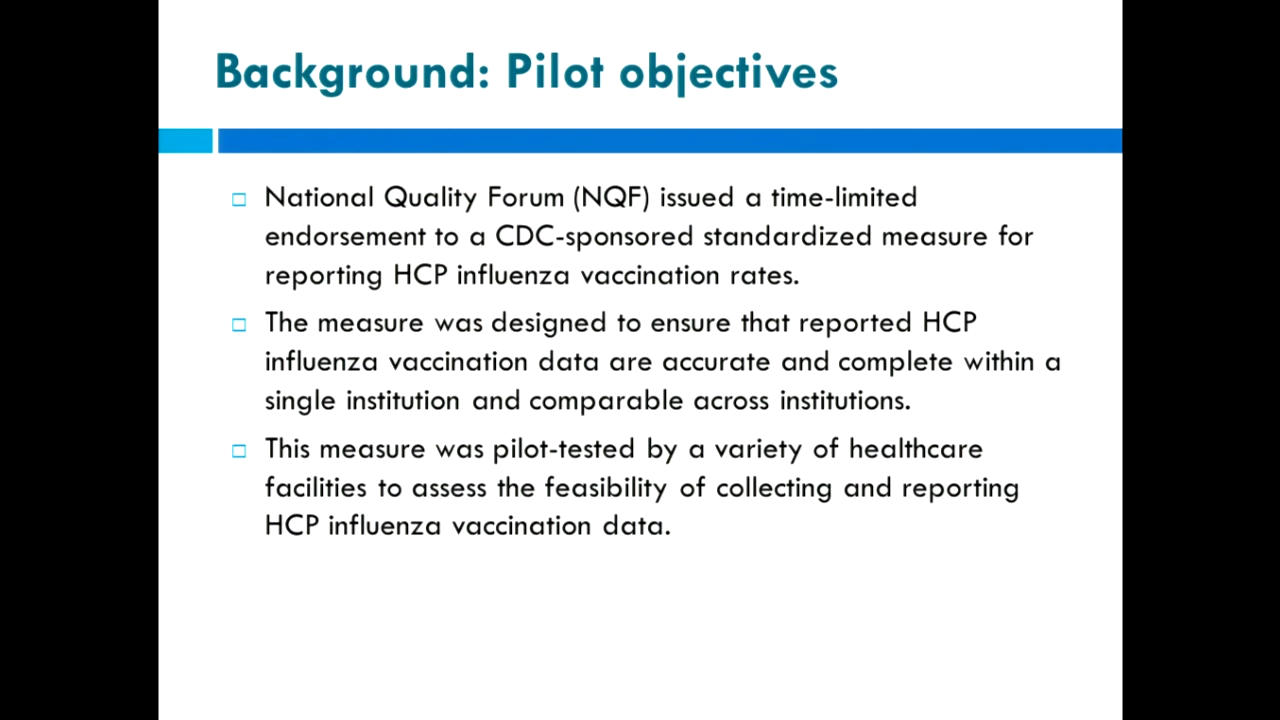 Background: Pilot objectives
National Quality Forum (NQF) issued a time-limited
endorsement to a CDC-sponsored standardized measure for
reporting HCP influenza vaccination rates.
The measure was designed to ensure that reported HCP
influenza vaccination data are accurate and complete within a
single institution and comparable across institutions.
This measure was pilot-tested by a variety of healthcare
facilities to assess the feasibility of collecting and reporting
HCP influenza vaccination data.